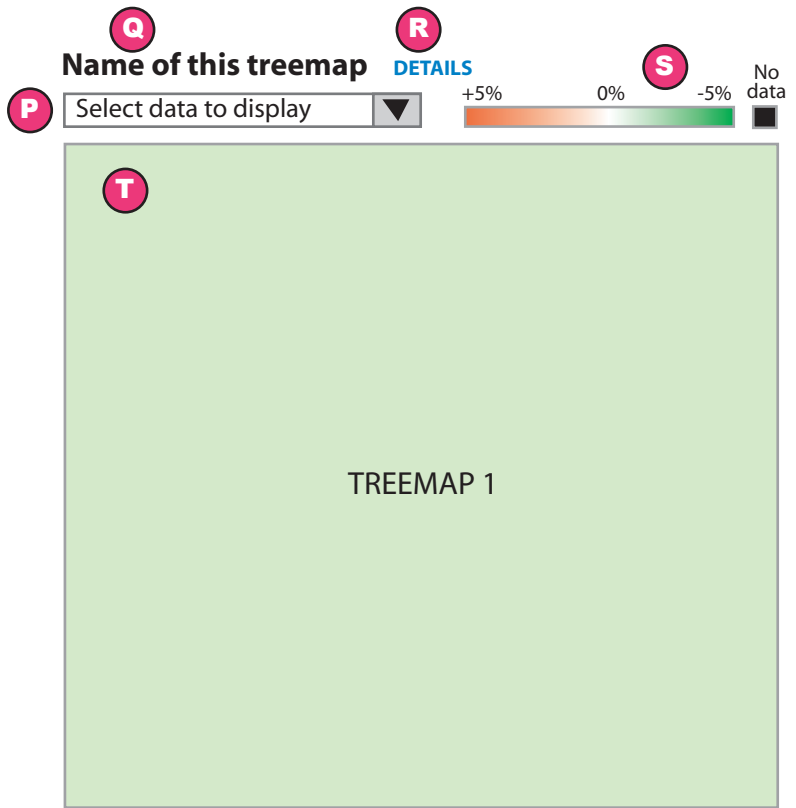 Q
R
Name of this treemap DETAILS
S
No
data
P
Select data to display
+5% 0% -5%
T
TREEMAP 1